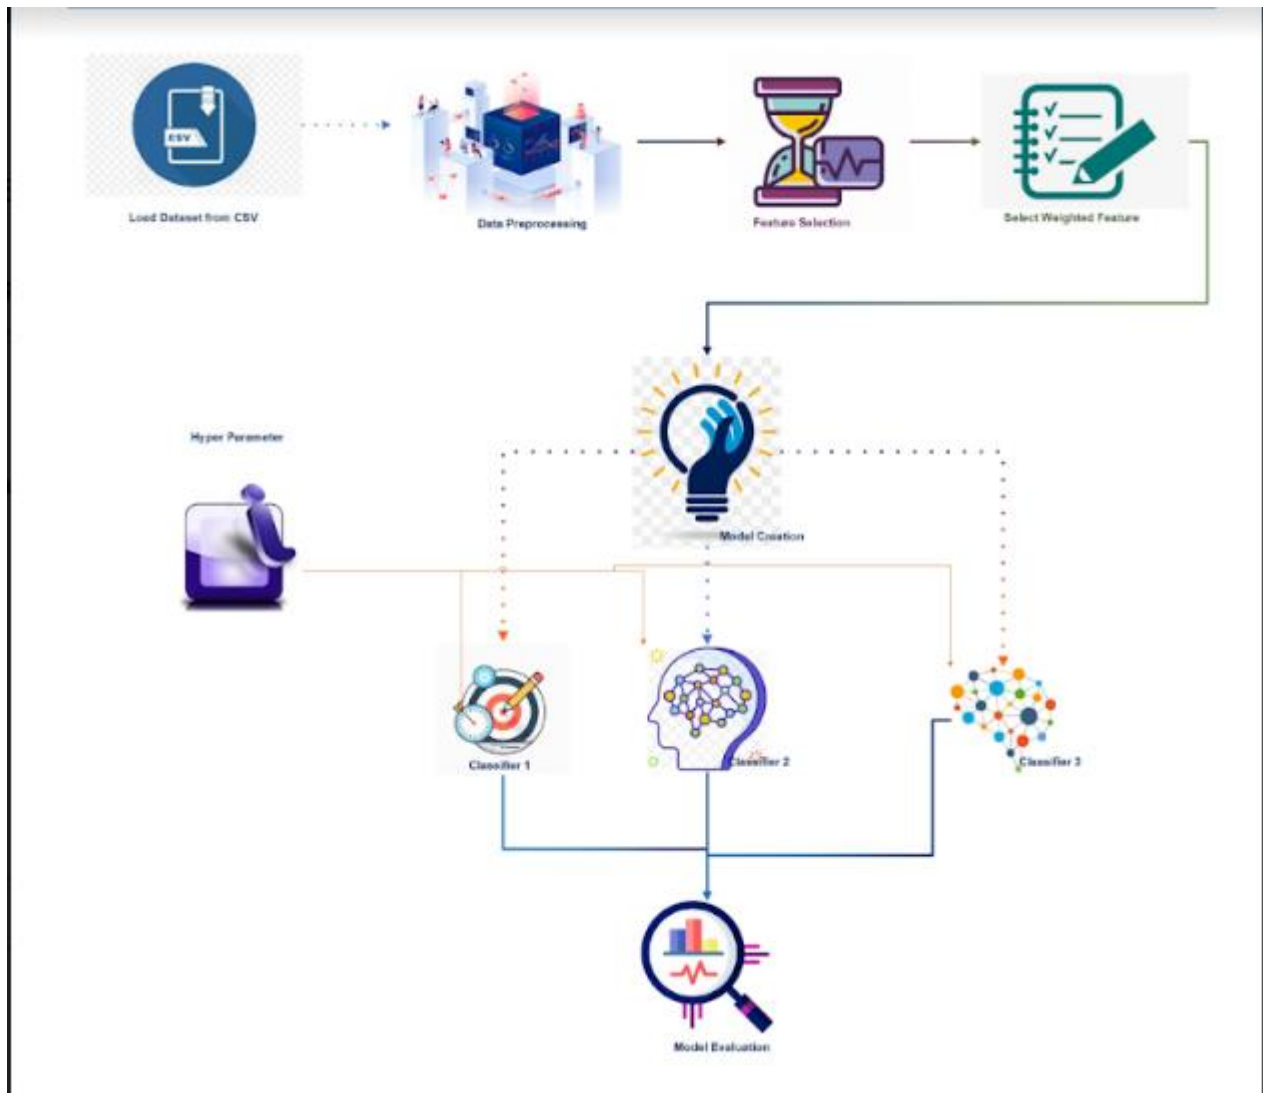 CSV
Load Dataset from CSV
Data Preprocessing
Feature Selection
Select Weighted Feature
Hyper Parameter
Model Creation
Classifier 1
Classifier 2
Classifier 3
Model Evaluation